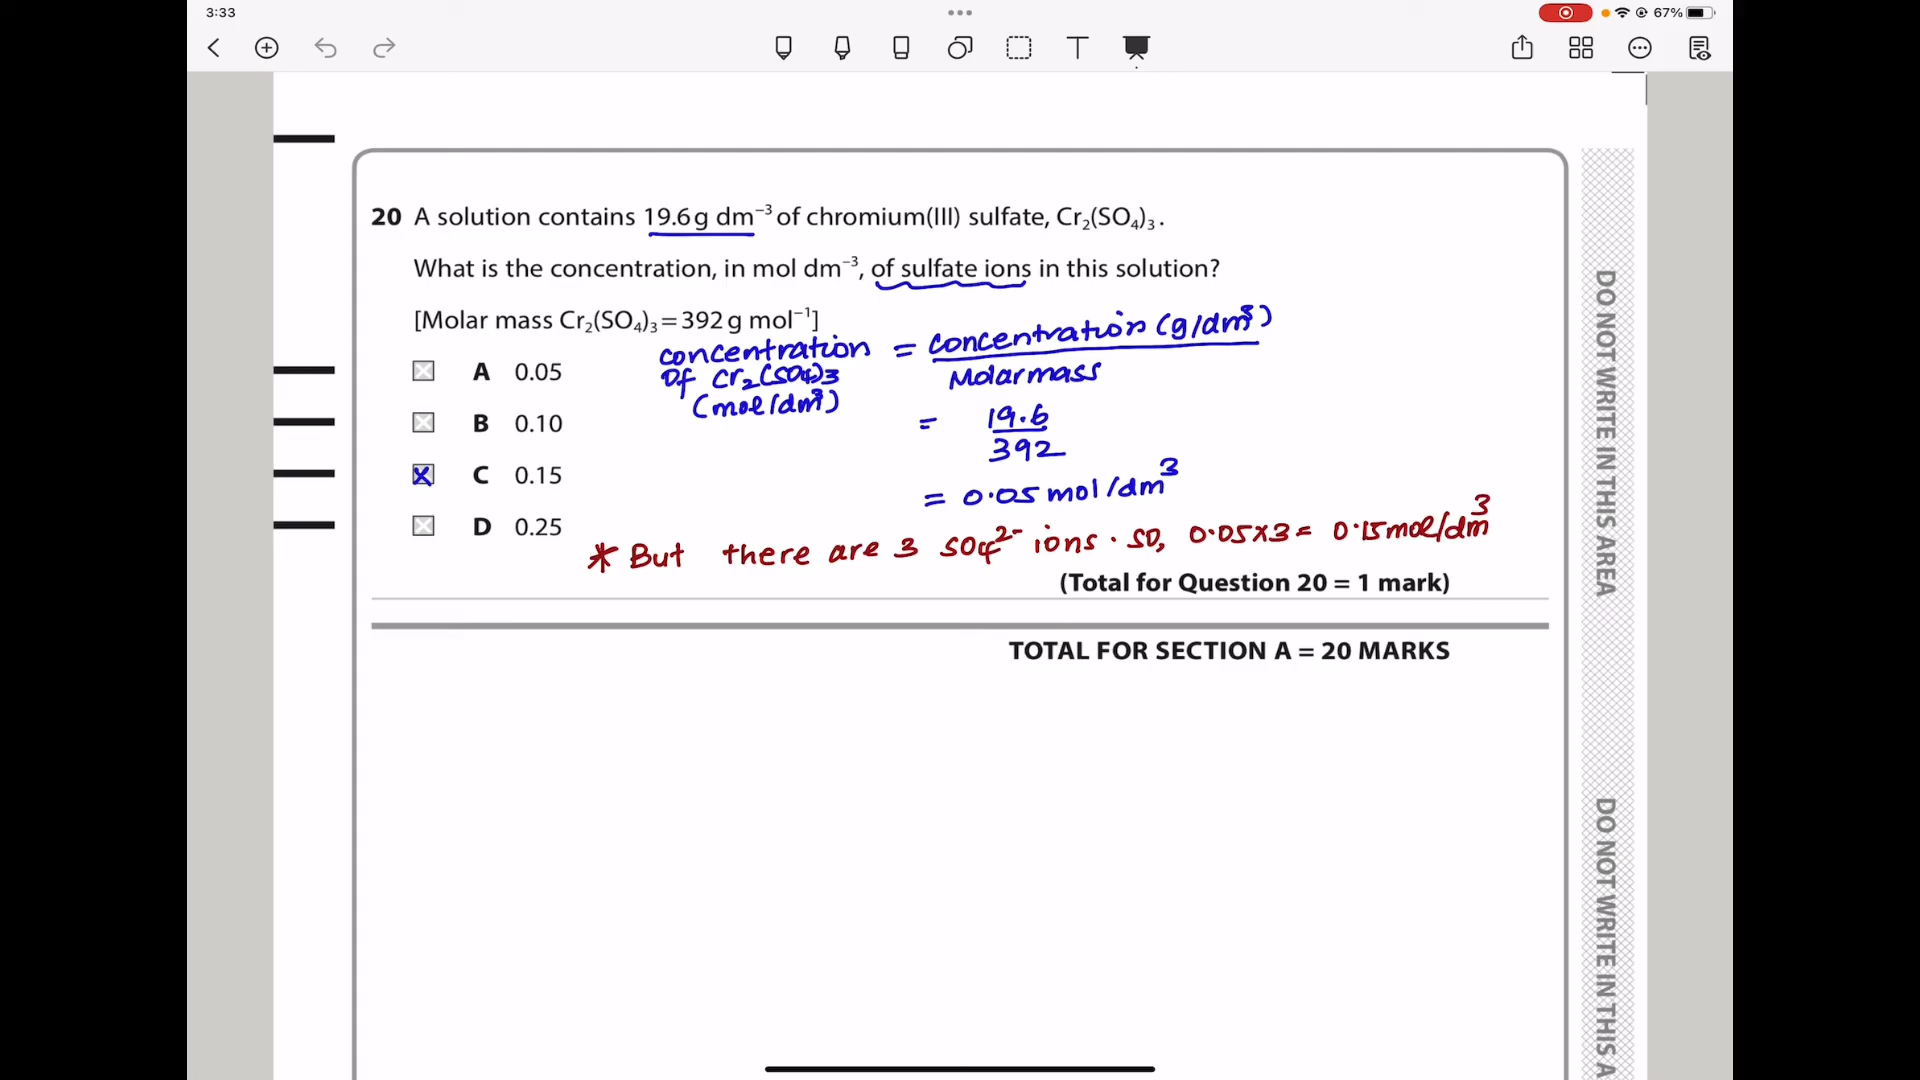 3:33
67%
20 A solution contains 19.6 g dm⁻³ of chromium(III) sulfate, Cr₂(SO₄)₃.
What is the concentration, in mol dm⁻³, of sulfate ions in this solution?
[Molar mass Cr₂(SO₄)₃ = 392 g mol⁻¹]
concentration of Cr₂(SO₄)₃ (mol/dm³) = concentration (g/dm³) / Molar mass
= 19.6 / 392
= 0.05 mol/dm³
A 0.05
B 0.10
C 0.15
D 0.25
* But there are 3 SO₄²⁻ ions. so, 0.05×3 = 0.15 mol/dm³
(Total for Question 20 = 1 mark)
TOTAL FOR SECTION A = 20 MARKS
DO NOT WRITE IN THIS AREA
DO NOT WRITE IN THIS A